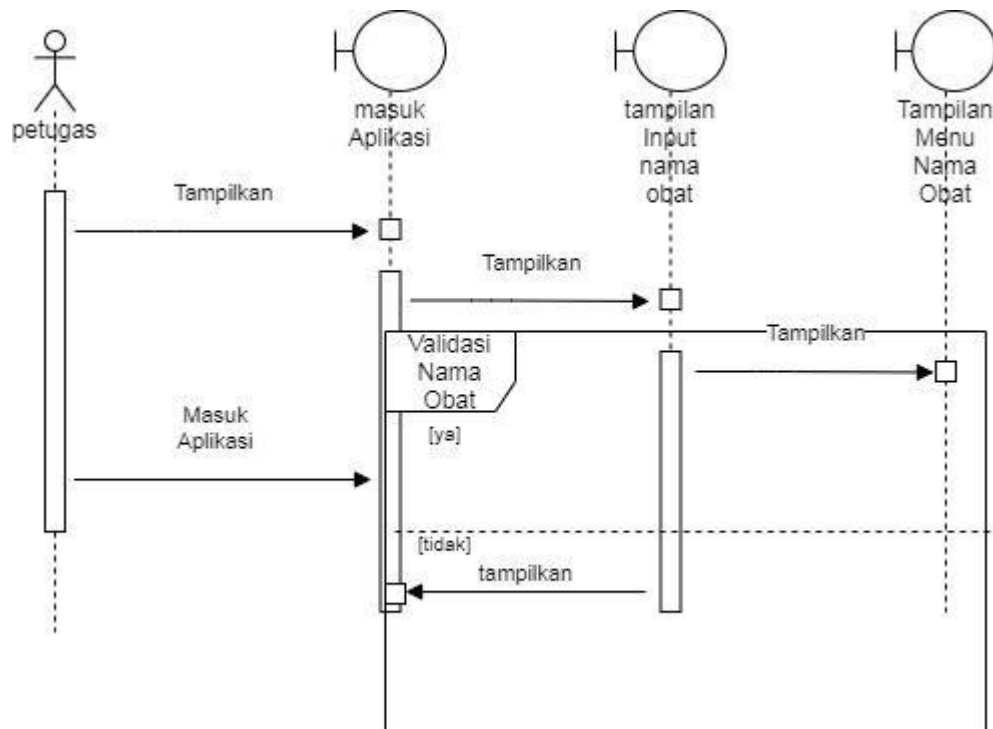 petugas
masuk
Aplikasi
tampilan
Input
nama
obat
Tampilan
Menu
Nama
Obat
Tampilkan
Tampilkan
Tampilkan
Validasi
Nama
Obat
[ya]
Masuk
Aplikasi
[tidak]
tampilkan